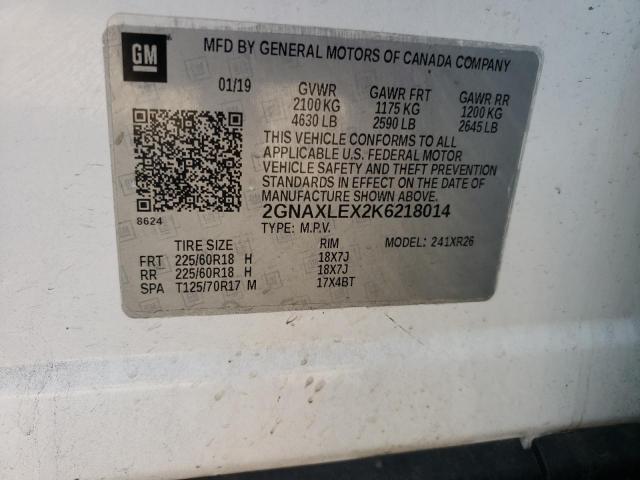 GM
MFD BY GENERAL MOTORS OF CANADA COMPANY
01/19 GVWR GAWR FRT GAWR RR
2100 KG 1175 KG 1200 KG
4630 LB 2590 LB 2645 LB
THIS VEHICLE CONFORMS TO ALL
APPLICABLE U.S. FEDERAL MOTOR
VEHICLE SAFETY AND THEFT PREVENTION
STANDARDS IN EFFECT ON THE DATE OF
MANUFACTURE SHOWN ABOVE.
8624 2GNAXLEX2K6218014
TYPE: M.P.V.
TIRE SIZE RIM MODEL: 241XR26
FRT 225/60R18 H 18X7J
RR 225/60R18 H 18X7J
SPA T125/70R17 M 17X4BT